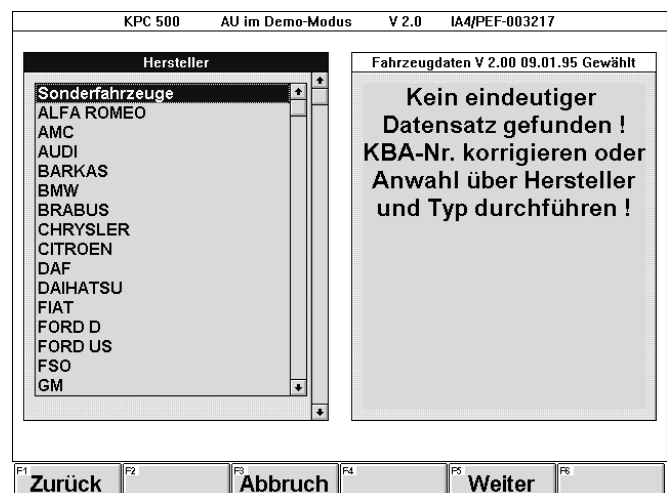 KPC 500 AU im Demo-Modus V 2.0 IA4/PEF-003217
Hersteller
Sonderfahrzeuge
ALFA ROMEO
AMC
AUDI
BARKAS
BMW
BRABUS
CHRYSLER
CITROEN
DAF
DAIHATSU
FIAT
FORD D
FORD US
FSO
GM
Fahrzeugdaten V 2.00 09.01.95 Gewählt
Kein eindeutiger
Datensatz gefunden !
KBA-Nr. korrigieren oder
Anwahl über Hersteller
und Typ durchführen !
F1 Zurück F2 F3 Abbruch F4 F5 Weiter F6